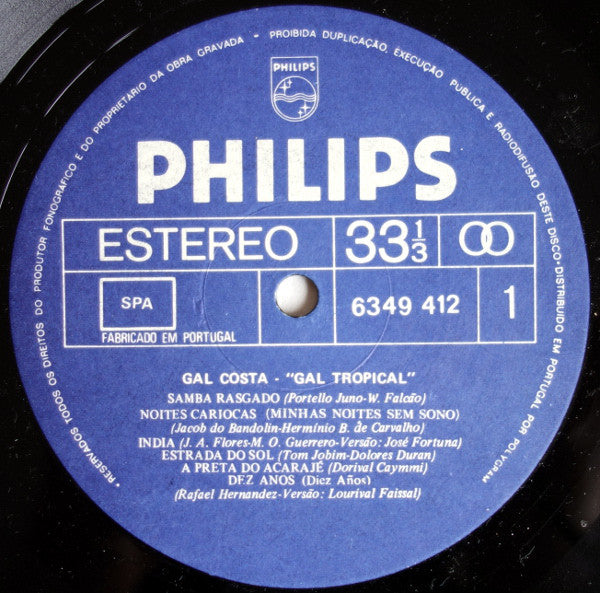 • RESERVADOS TODOS OS DIREITOS DO PRODUTOR FONOGRÁFICO E DO PROPRIETÁRIO DA OBRA GRAVADA - PROIBIDA DUPLICAÇÃO, EXECUÇÃO PÚBLICA E RADIODIFUSÃO DESTE DISCO • DISTRIBUIDO EM PORTUGAL POR POLYGRAM
PHILIPS
PHILIPS
ESTEREO 33 1/3
SPA 6349 412 1
FABRICADO EM PORTUGAL
GAL COSTA - "GAL TROPICAL"
SAMBA RASGADO (Portello Juno-W. Falcão)
NOITES CARIOCAS (MINHAS NOITES SEM SONO)
(Jacob do Bandolin-Hermínio B. de Carvalho)
INDIA (J. A. Flores-M. O. Guerrero-Versão: José Fortuna)
ESTRADA DO SOL (Tom Jobim-Dolores Duran)
A PRETA DO ACARAJÉ (Dorival Caymmi)
DEZ ANOS (Diez Años)
(Rafael Hernandez-Versão: Lourival Faissal)